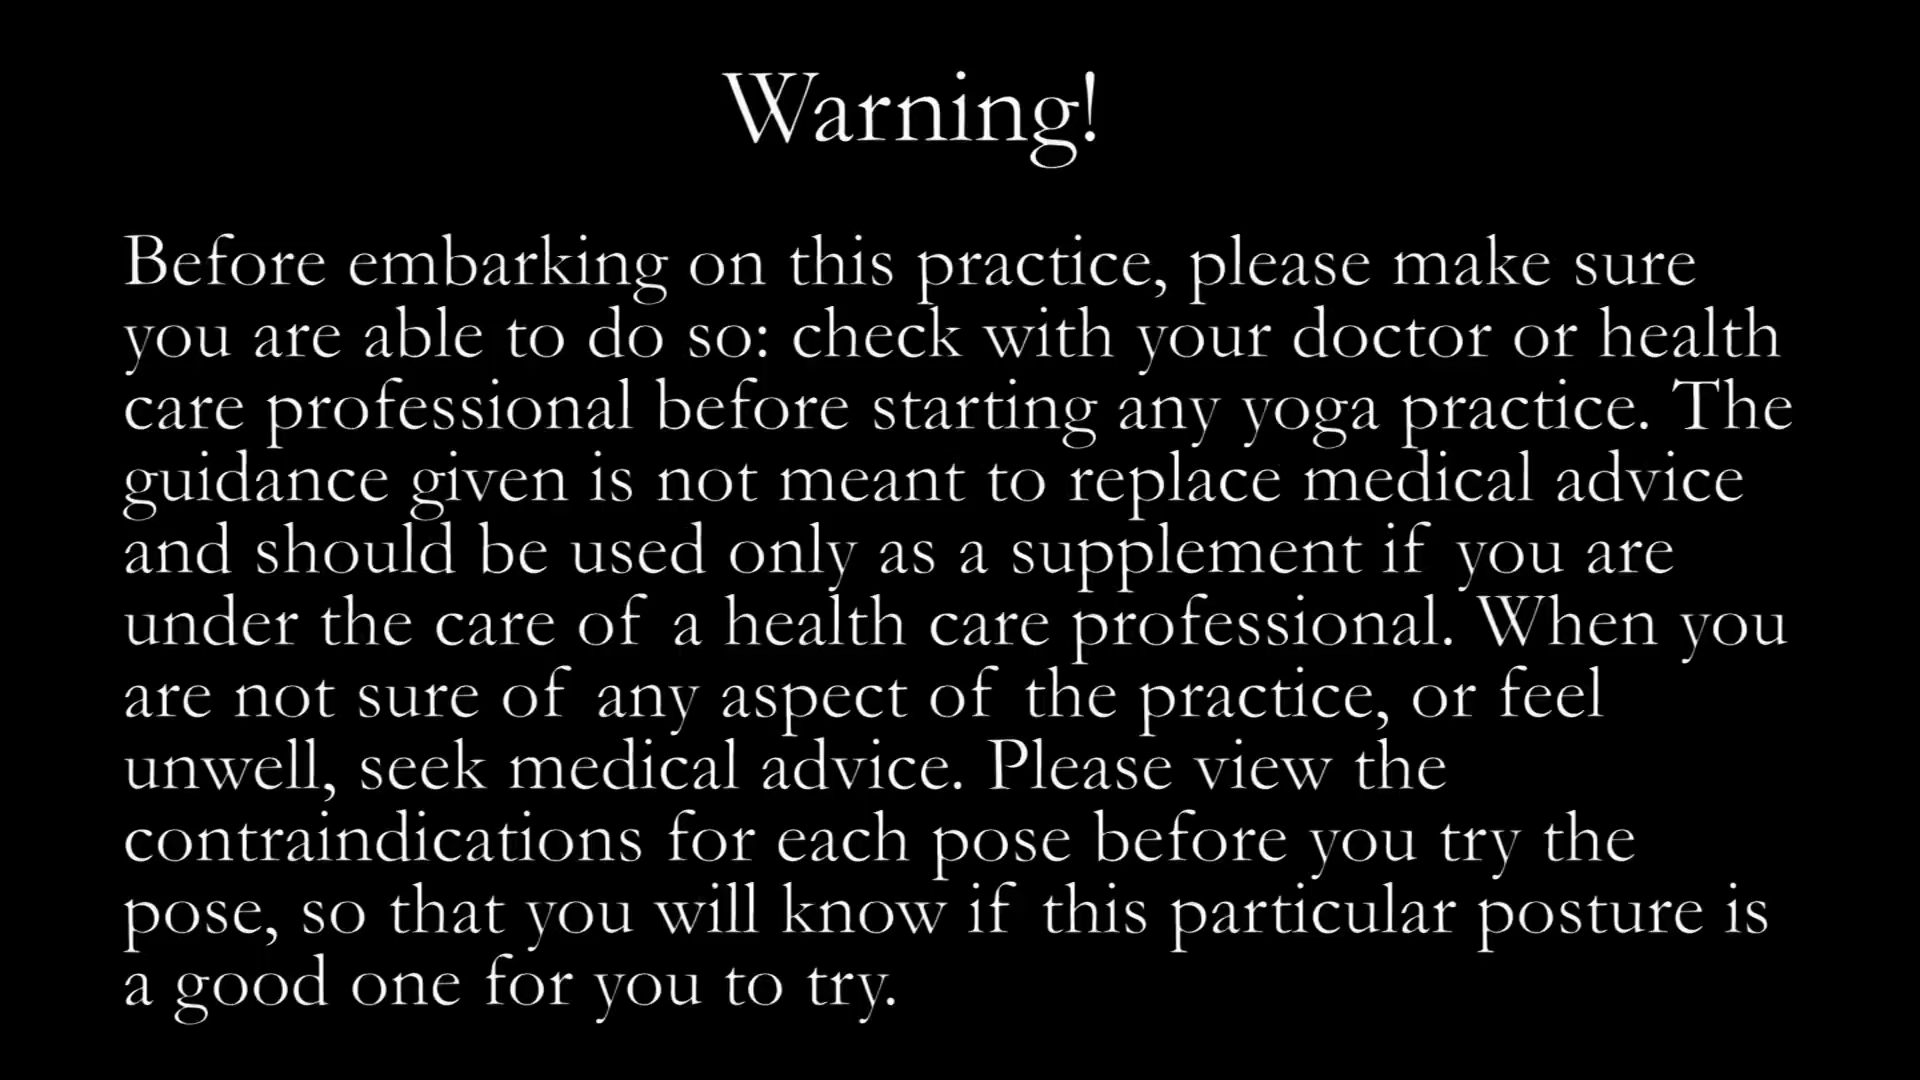 Warning!
Before embarking on this practice, please make sure
you are able to do so: check with your doctor or health
care professional before starting any yoga practice. The
guidance given is not meant to replace medical advice
and should be used only as a supplement if you are
under the care of a health care professional. When you
are not sure of any aspect of the practice, or feel
unwell, seek medical advice. Please view the
contraindications for each pose before you try the
pose, so that you will know if this particular posture is
a good one for you to try.